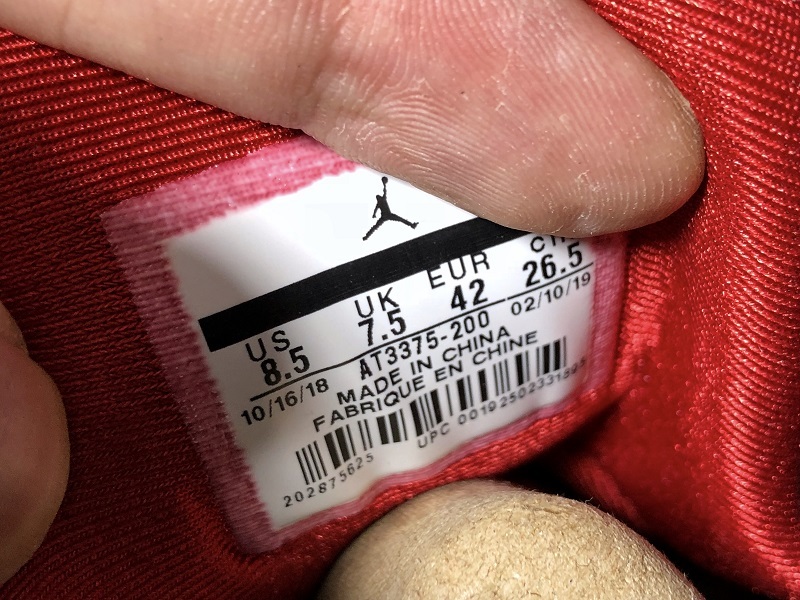 US UK EUR
8.5 7.5 42 26.5
10/16/18 AT3375-200 02/10/19
MADE IN CHINA
FABRIQUE EN CHINE
202875625 UPC